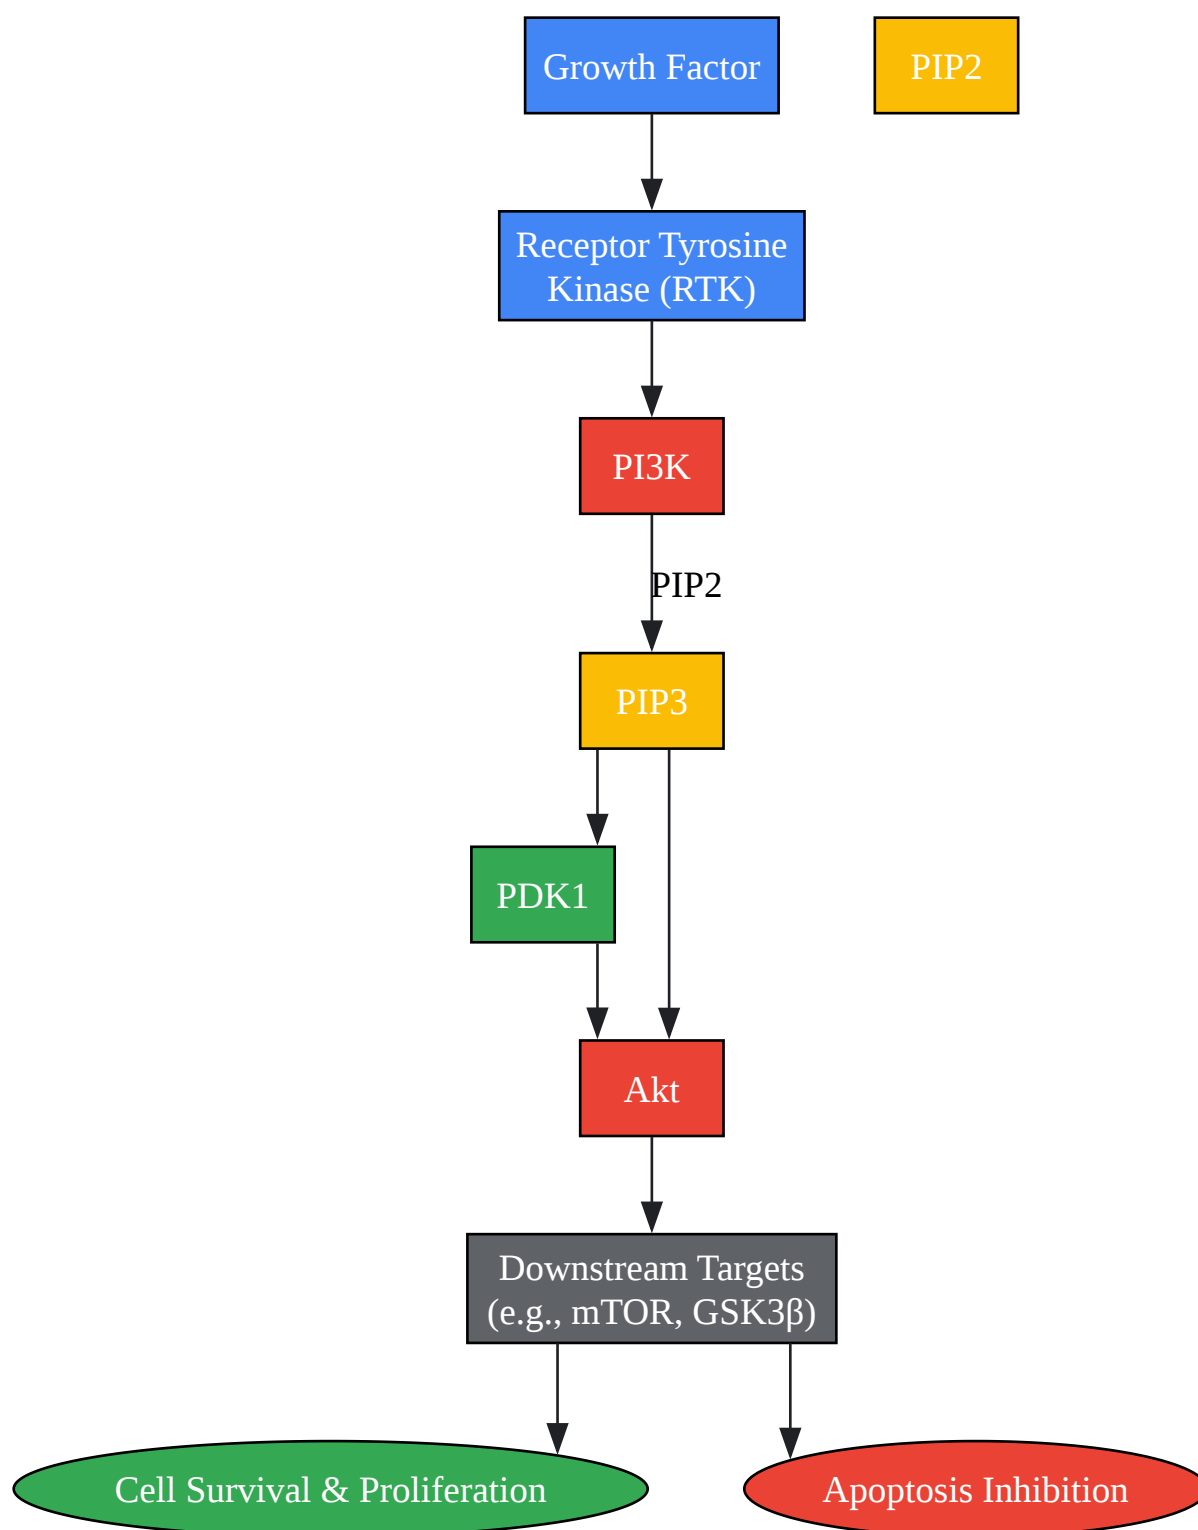 Growth Factor
PIP2
Receptor Tyrosine
Kinase (RTK)
PI3K
PIP2
PIP3
PDK1
Akt
Downstream Targets
(e.g., mTOR, GSK3β)
Cell Survival & Proliferation
Apoptosis Inhibition